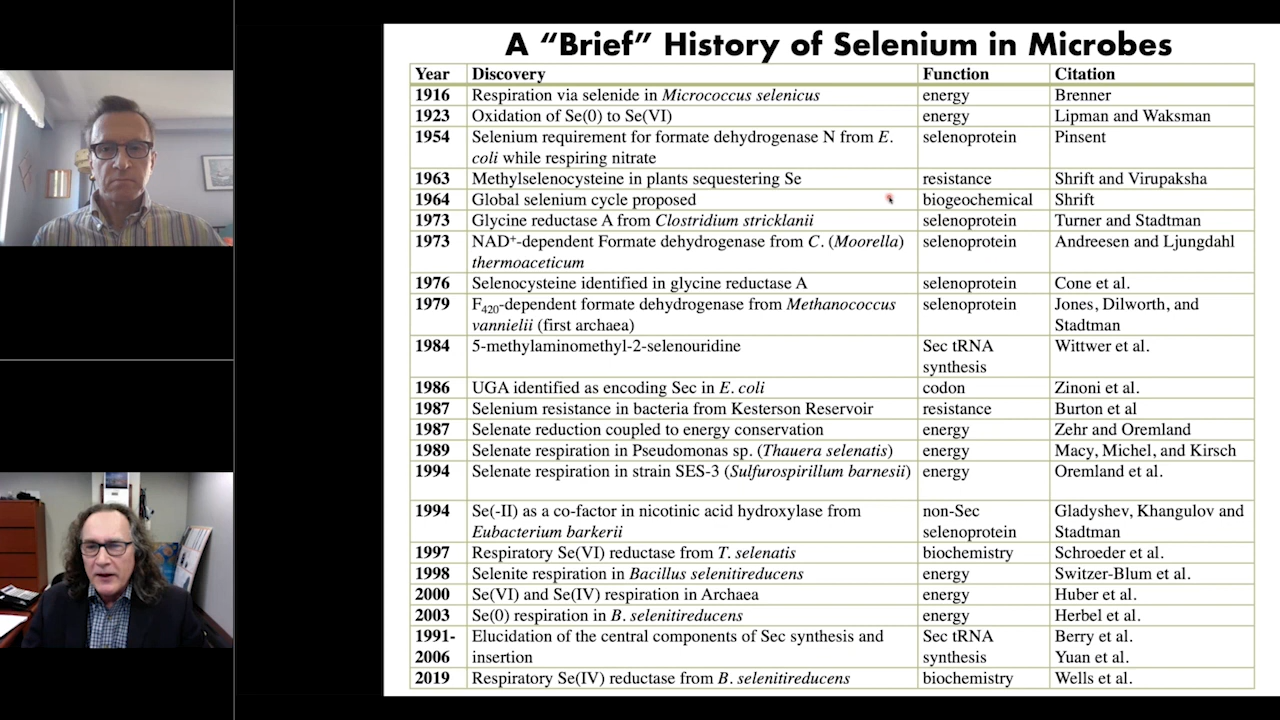 A “Brief” History of Selenium in Microbes
Year Discovery Function Citation
1916 Respiration via selenide in Micrococcus selenicus energy Brenner
1923 Oxidation of Se(0) to Se(VI) energy Lipman and Waksman
1954 Selenium requirement for formate dehydrogenase N from E. selenoprotein Pinsent
coli while respiring nitrate
1963 Methylselenocysteine in plants sequestering Se resistance Shrift and Virupaksha
1964 Global selenium cycle proposed biogeochemical Shrift
1973 Glycine reductase A from Clostridium stricklanii selenoprotein Turner and Stadtman
1973 NAD+-dependent Formate dehydrogenase from C. (Moorella) selenoprotein Andreesen and Ljungdahl
thermoaceticum
1976 Selenocysteine identified in glycine reductase A selenoprotein Cone et al.
1979 F420-dependent formate dehydrogenase from Methanococcus selenoprotein Jones, Dilworth, and
vannielii (first archaea) Stadtman
1984 5-methylaminomethyl-2-selenouridine Sec tRNA Wittwer et al.
synthesis
1986 UGA identified as encoding Sec in E. coli codon Zinoni et al.
1987 Selenium resistance in bacteria from Kesterson Reservoir resistance Burton et al
1987 Selenate reduction coupled to energy conservation energy Zehr and Oremland
1989 Selenate respiration in Pseudomonas sp. (Thauera selenatis) energy Macy, Michel, and Kirsch
1994 Selenate respiration in strain SES-3 (Sulfurospirillum barnesii) energy Oremland et al.
1994 Se(-II) as a co-factor in nicotinic acid hydroxylase from non-Sec Gladyshev, Khangulov and
Eubacterium barkerii selenoprotein Stadtman
1997 Respiratory Se(VI) reductase from T. selenatis biochemistry Schroeder et al.
1998 Selenite respiration in Bacillus selenitireducens energy Switzer-Blum et al.
2000 Se(VI) and Se(IV) respiration in Archaea energy Huber et al.
2003 Se(0) respiration in B. selenitireducens energy Herbel et al.
1991- Elucidation of the central components of Sec synthesis and Sec tRNA Berry et al.
2006 insertion synthesis Yuan et al.
2019 Respiratory Se(IV) reductase from B. selenitireducens biochemistry Wells et al.